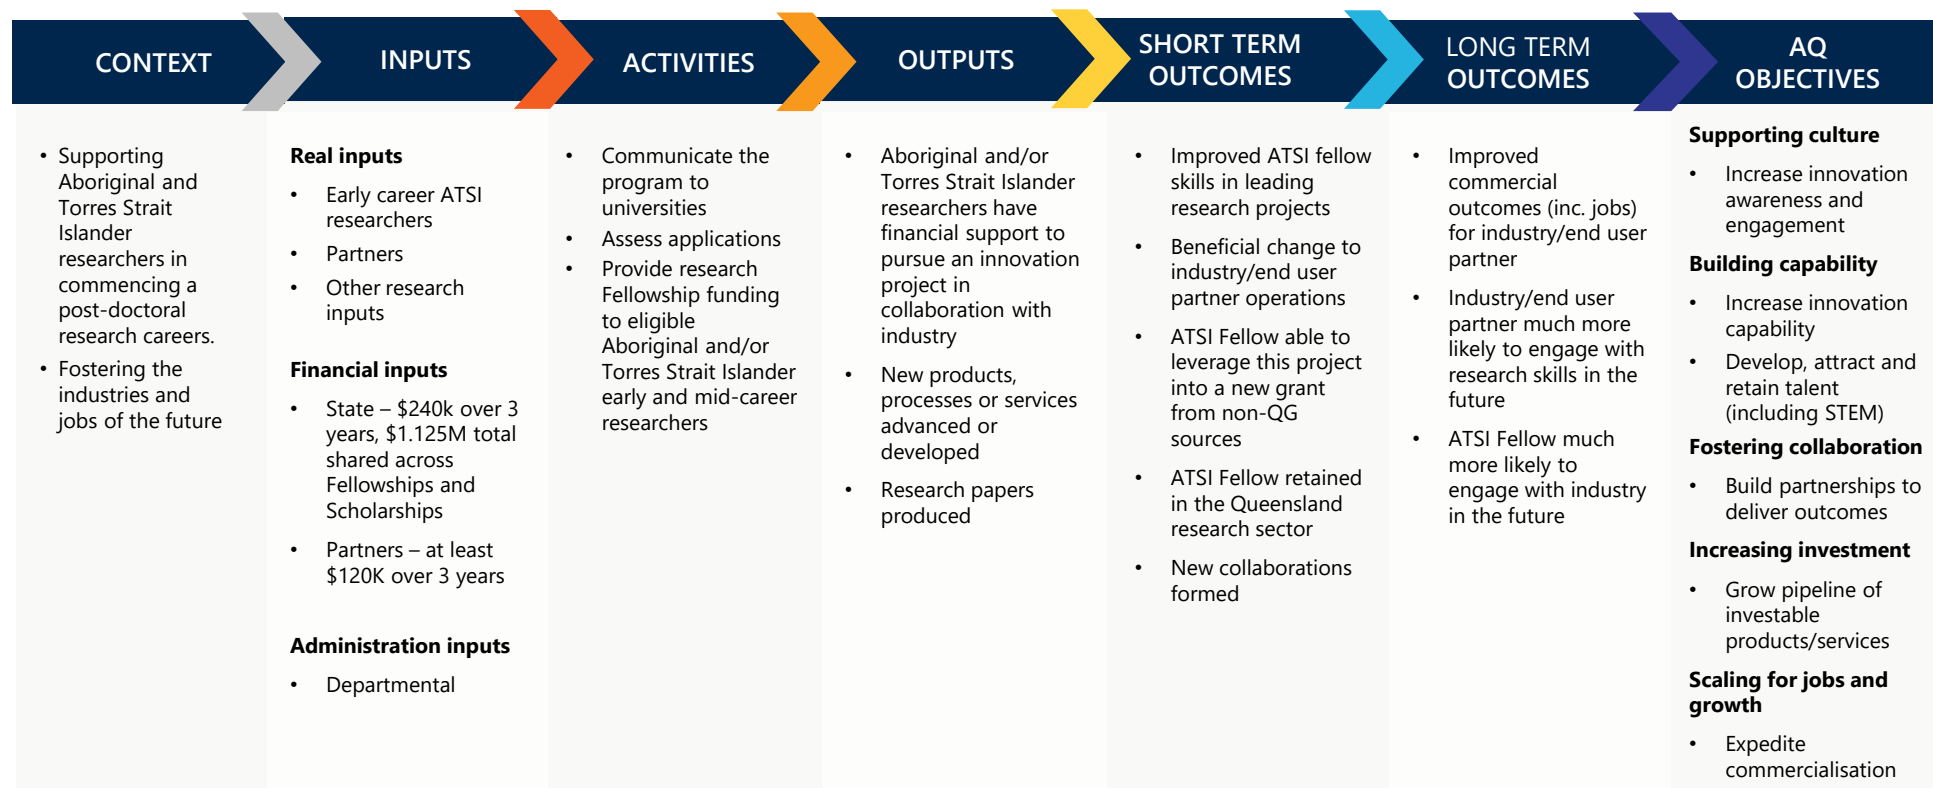 CONTEXT
INPUTS
ACTIVITIES
OUTPUTS
SHORT TERM
OUTCOMES
LONG TERM
OUTCOMES
AQ
OBJECTIVES
• Supporting
Aboriginal and
Torres Strait
Islander
researchers in
commencing a
post-doctoral
research careers.
• Fostering the
industries and
jobs of the future
Real inputs
• Early career ATSI
researchers
• Partners
• Other research
inputs
Financial inputs
• State – $240k over 3
years, $1.125M total
shared across
Fellowships and
Scholarships
• Partners – at least
$120K over 3 years
Administration inputs
• Departmental
• Communicate the
program to
universities
• Assess applications
• Provide research
Fellowship funding
to eligible
Aboriginal and/or
Torres Strait Islander
early and mid-career
researchers
• Aboriginal and/or
Torres Strait Islander
researchers have
financial support to
pursue an innovation
project in
collaboration with
industry
• New products,
processes or services
advanced or
developed
• Research papers
produced
• Improved ATSI fellow
skills in leading
research projects
• Beneficial change to
industry/end user
partner operations
• ATSI Fellow able to
leverage this project
into a new grant
from non-QG
sources
• ATSI Fellow retained
in the Queensland
research sector
• New collaborations
formed
• Improved
commercial
outcomes (inc. jobs)
for industry/end user
partner
• Industry/end user
partner much more
likely to engage with
research skills in the
future
• ATSI Fellow much
more likely to
engage with industry
in the future
Supporting culture
• Increase innovation
awareness and
engagement
Building capability
• Increase innovation
capability
• Develop, attract and
retain talent
(including STEM)
Fostering collaboration
• Build partnerships to
deliver outcomes
Increasing investment
• Grow pipeline of
investable
products/services
Scaling for jobs and
growth
• Expedite
commercialisation